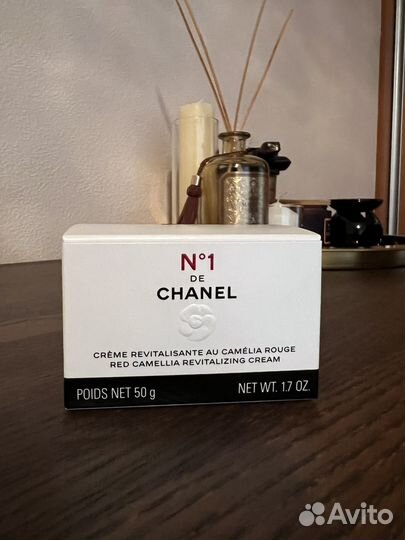 N°1
DE
CHANEL
CRÈME REVITALISANTE AU CAMÉLIA ROUGE
RED CAMELLIA REVITALIZING CREAM
POIDS NET 50 g NET WT. 1.7 OZ.
Avito